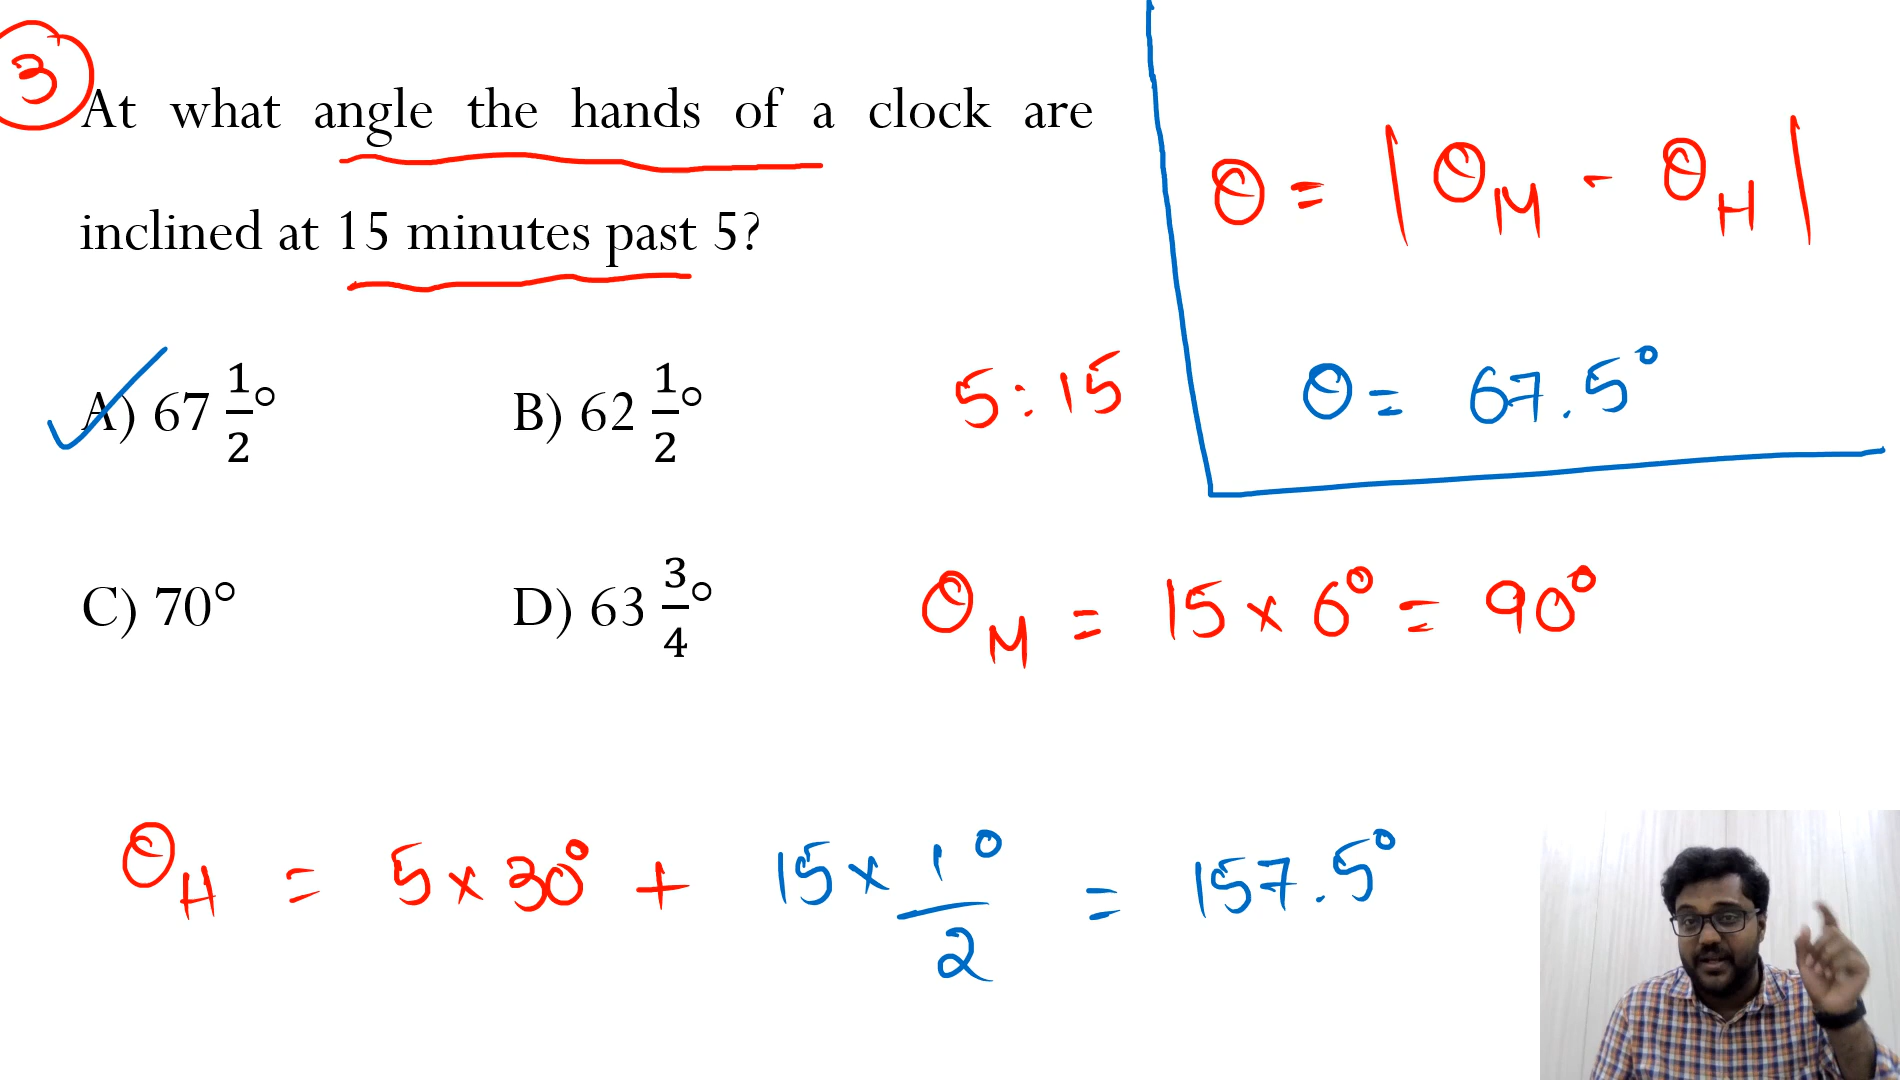 3
At what angle the hands of a clock are
inclined at 15 minutes past 5?
A) 67 1/2° B) 62 1/2°
C) 70° D) 63 3/4°
5:15
θ = | θM - θH |
θ = 67.5°
θM = 15 × 6° = 90°
θH = 5 × 30° + 15 × 1°/2 = 157.5°